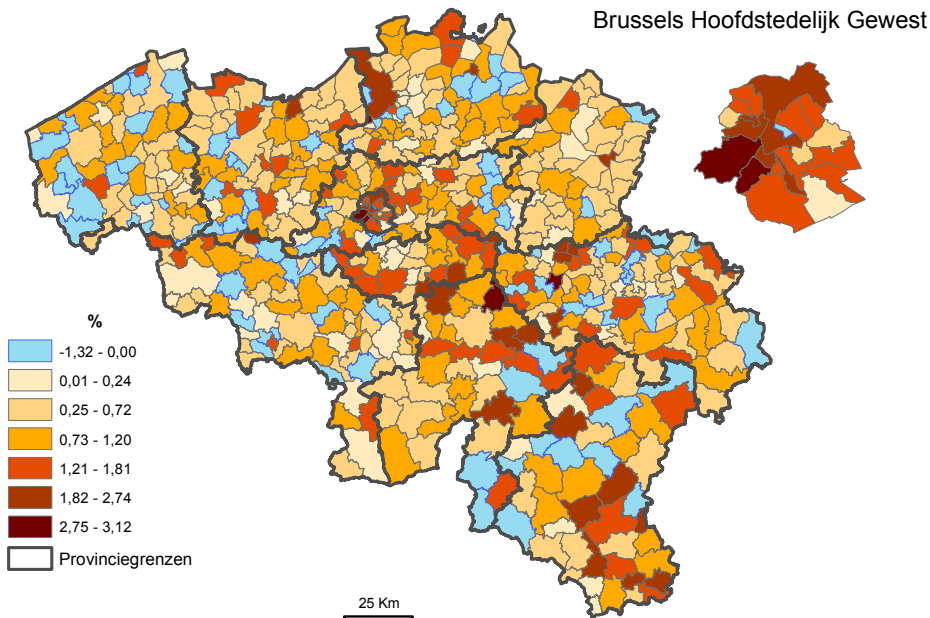 Brussels Hoofdstedelijk Gewest
%
-1,32 - 0,00
0,01 - 0,24
0,25 - 0,72
0,73 - 1,20
1,21 - 1,81
1,82 - 2,74
2,75 - 3,12
Provinciegrenzen
25 Km